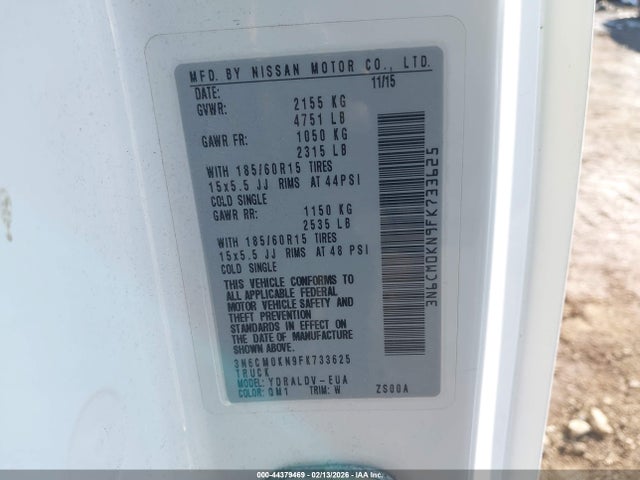 MFD. BY NISSAN MOTOR CO., LTD.
DATE: 11/15
GVWR: 2155 KG
4751 LB
GAWR FR: 1050 KG
2315 LB
WITH 185/60R15 TIRES
15x5.5 JJ RIMS AT 44PSI
COLD SINGLE
GAWR RR: 1150 KG
2535 LB
WITH 185/60R15 TIRES
15x5.5 JJ RIMS AT 48 PSI
COLD SINGLE
THIS VEHICLE CONFORMS TO
ALL APPLICABLE FEDERAL
MOTOR VEHICLE SAFETY AND
THEFT PREVENTION
STANDARDS IN EFFECT ON
THE DATE OF MANUFACTURE
SHOWN ABOVE.
3N6CM0KN9FK733625
TRUCK
MODEL: YDRALDV-EUA
COLOR: QM1 TRIM: W ZS00A
3N6CM0KN9FK733625
000-44379469 02/13/2026 IAAI.COM